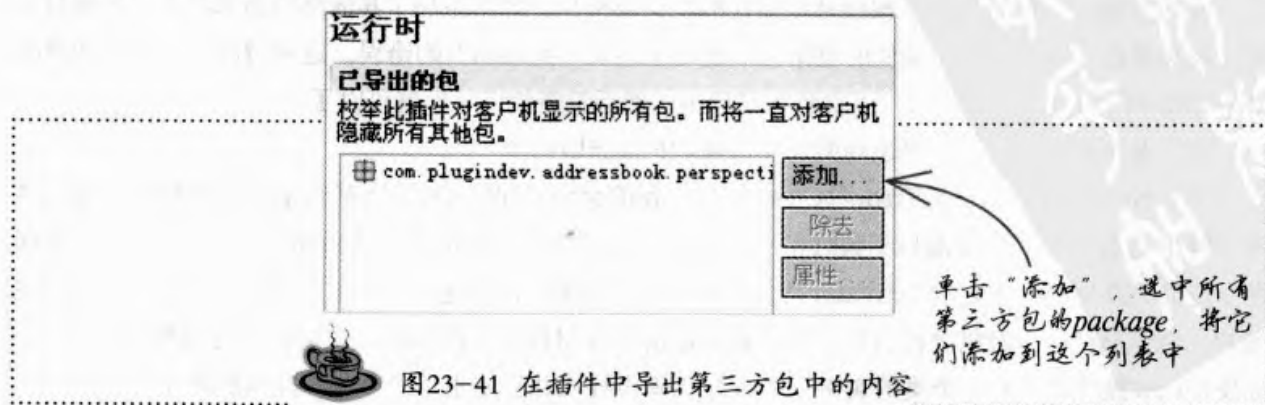 运行时
已导出的包
枚举此插件对客户机显示的所有包。而将一直对客户机
隐藏所有其他包。
com.plugindev.addressbook.perspecti
添加...
除去
属性...
单击“添加”，选中所有
第三方包的package，将它
们添加到这个列表中
图23-41 在插件中导出第三方包中的内容